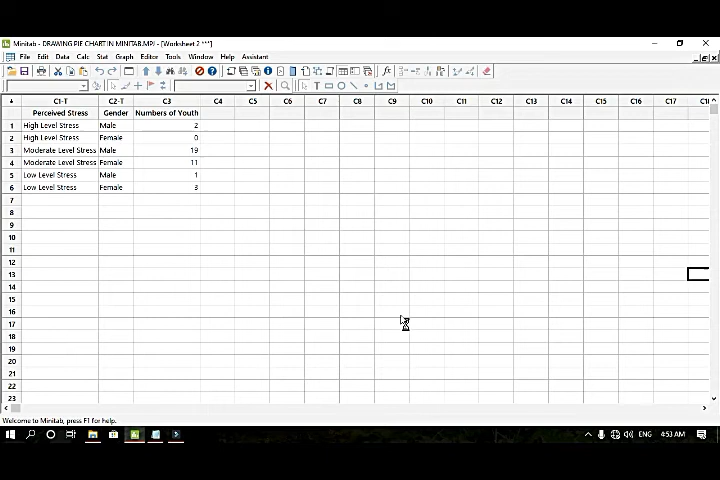 Minitab - DRAWING PIE CHART IN MINITAB.MPJ - [Worksheet 2 ***]
File Edit Data Calc Stat Graph Editor Tools Window Help Assistant
C1-T C2-T C3 C4 C5 C6 C7 C8 C9 C10 C11 C12 C13 C14 C15 C16 C17
Perceived Stress Gender Numbers of Youth
1 High Level Stress Male 2
2 High Level Stress Female 0
3 Moderate Level Stress Male 19
4 Moderate Level Stress Female 11
5 Low Level Stress Male 1
6 Low Level Stress Female 3
7
8
9
10
11
12
13
14
15
16
17
18
19
20
21
22
23
Welcome to Minitab, press F1 for help.
ENG 4:53 AM